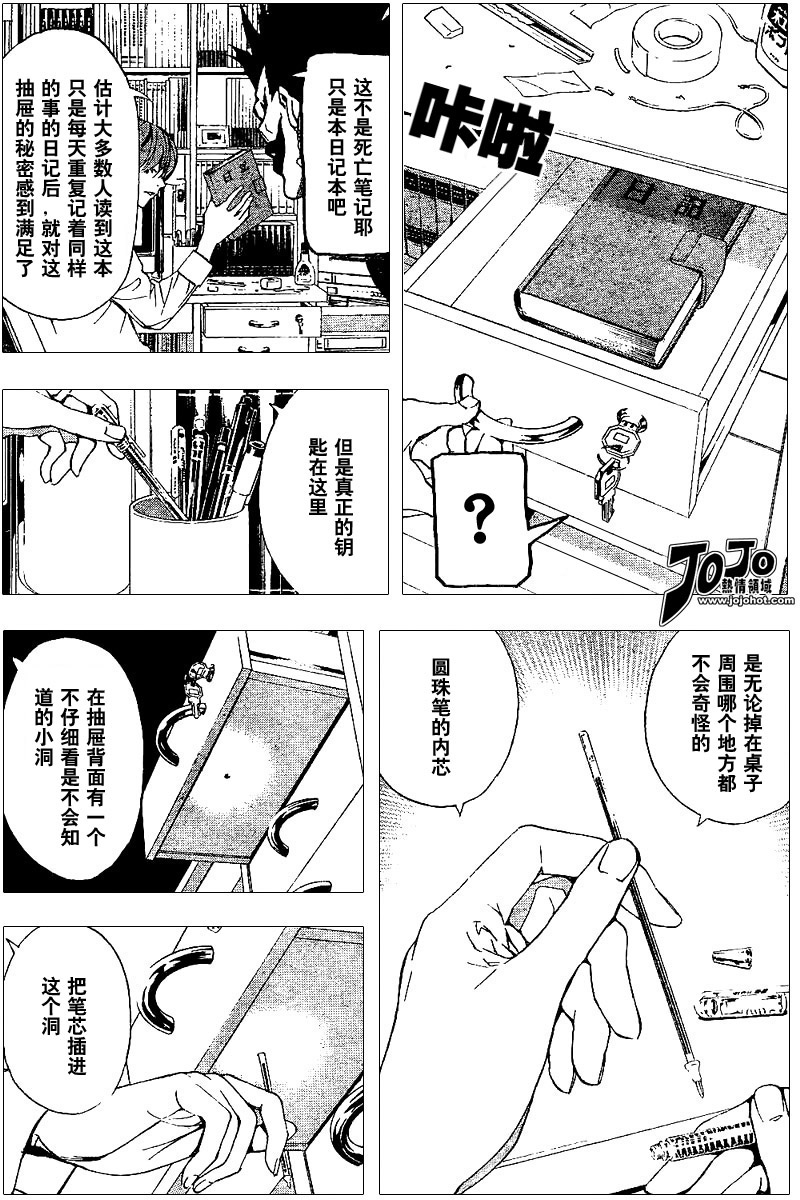 咔啦
日記
?
这不是死亡笔记耶
只是本日记本吧
日記
估计大多数人读到这本
只是每天重复记着同样
的事的日记后，就对这
抽屉的秘密感到满足了
JOJO
熱情領域
www.jojohot.com
但是真正的钥
匙在这里
是无论掉在桌子
周围哪个地方都
不会奇怪的
圆珠笔的内芯
在抽屉背面有一个
不仔细看是不会知
道的小洞
把笔芯插进
这个洞